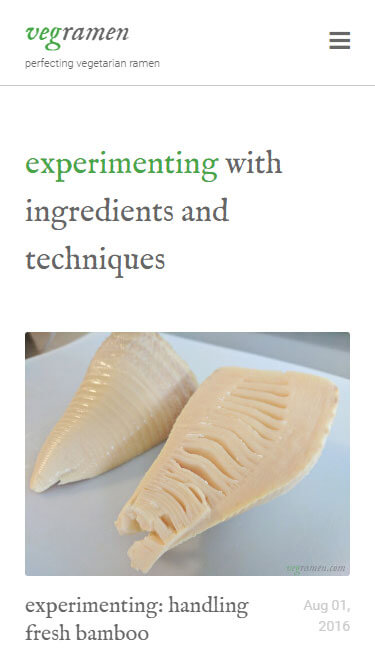 vegramen
perfecting vegetarian ramen
experimenting with
ingredients and
techniques
vegramen.com
experimenting: handling
fresh bamboo
Aug 01,
2016